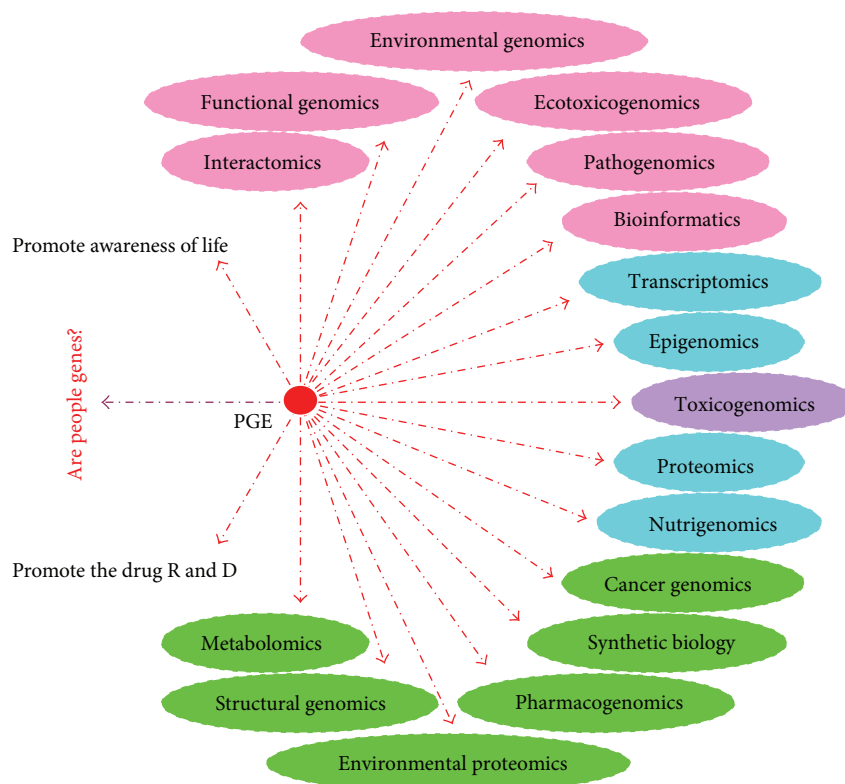 Environmental genomics
Functional genomics
Ecotoxicogenomics
Interactomics
Pathogenomics
Bioinformatics
Promote awareness of life
Transcriptomics
Epigenomics
Are people genes?
PGE
Toxicogenomics
Proteomics
Nutrigenomics
Promote the drug R and D
Cancer genomics
Metabolomics
Synthetic biology
Structural genomics
Pharmacogenomics
Environmental proteomics